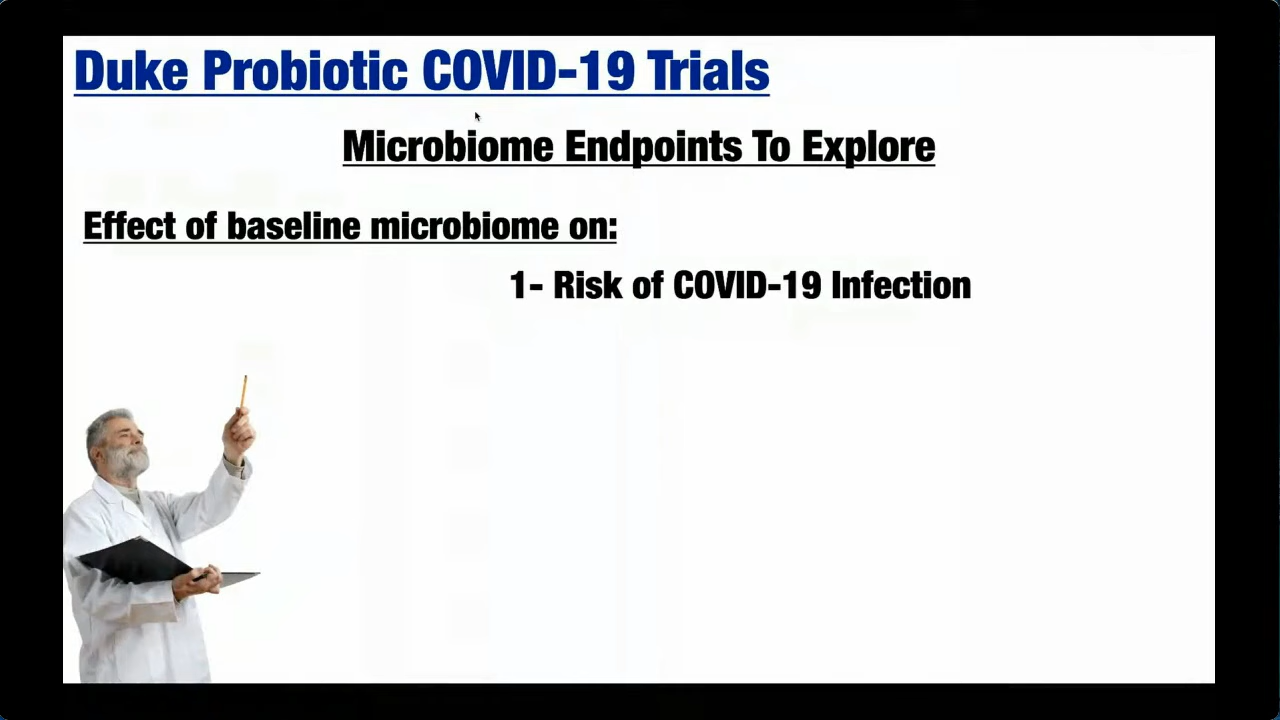 Duke Probiotic COVID-19 Trials
Microbiome Endpoints To Explore
Effect of baseline microbiome on:
1- Risk of COVID-19 Infection